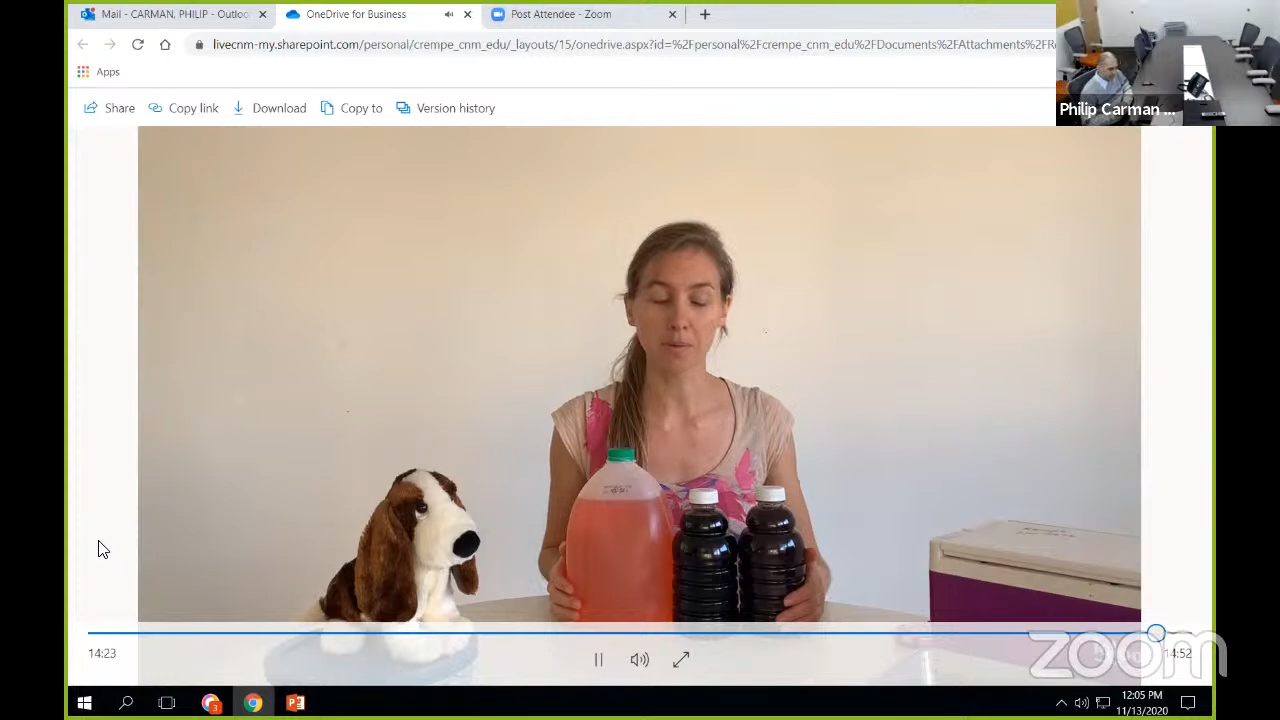 Mail - CARMAN, PHILIP - Outloo
OneDrive for Business
Post Attendee - Zoom
livecnm-my.sharepoint.com/personal/crempe_cnm_edu/_layouts/15/onedrive.aspx?id=%2Fpersonal%2Fcrempe_cnm_edu%2FDocuments%2FAttachments%2FR
Apps
Share
Copy link
Download
Copy to
Version history
Philip Carman ...
14:23
14:52
zoom
3
12:05 PM
11/13/2020